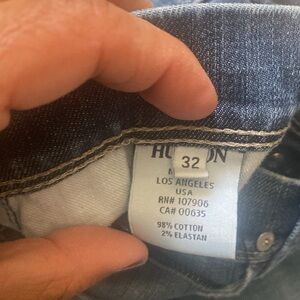 32
LOS ANGELES
USA
RN# 107906
CA# 00635
98% COTTON
2% ELASTAN